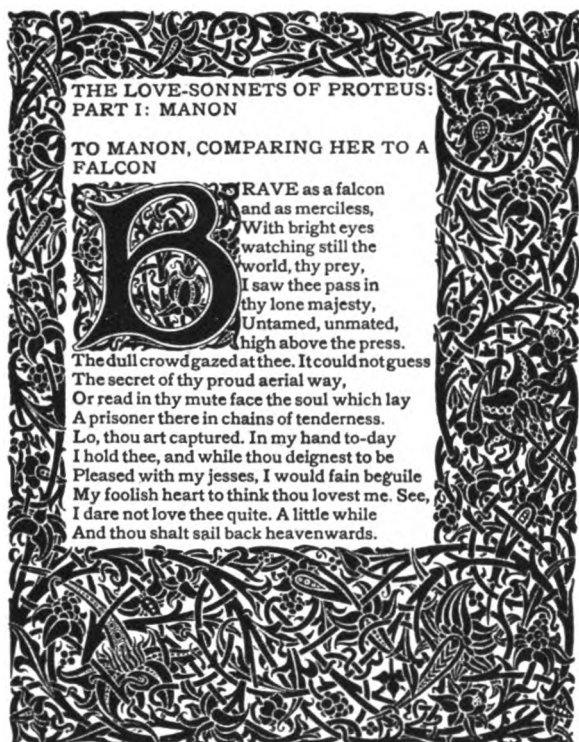 THE LOVE-SONNETS OF PROTEUS:
PART I: MANON
TO MANON, COMPARING HER TO A
FALCON
BRAVE as a falcon
and as merciless,
With bright eyes
watching still the
world, thy prey,
I saw thee pass in
thy lone majesty,
Untamed, unmated,
high above the press.
The dull crowd gazed at thee. It could not guess
The secret of thy proud aerial way,
Or read in thy mute face the soul which lay
A prisoner there in chains of tenderness.
Lo, thou art captured. In my hand to-day
I hold thee, and while thou deignest to be
Pleased with my jesses, I would fain beguile
My foolish heart to think thou lovest me. See,
I dare not love thee quite. A little while
And thou shalt sail back heavenwards.